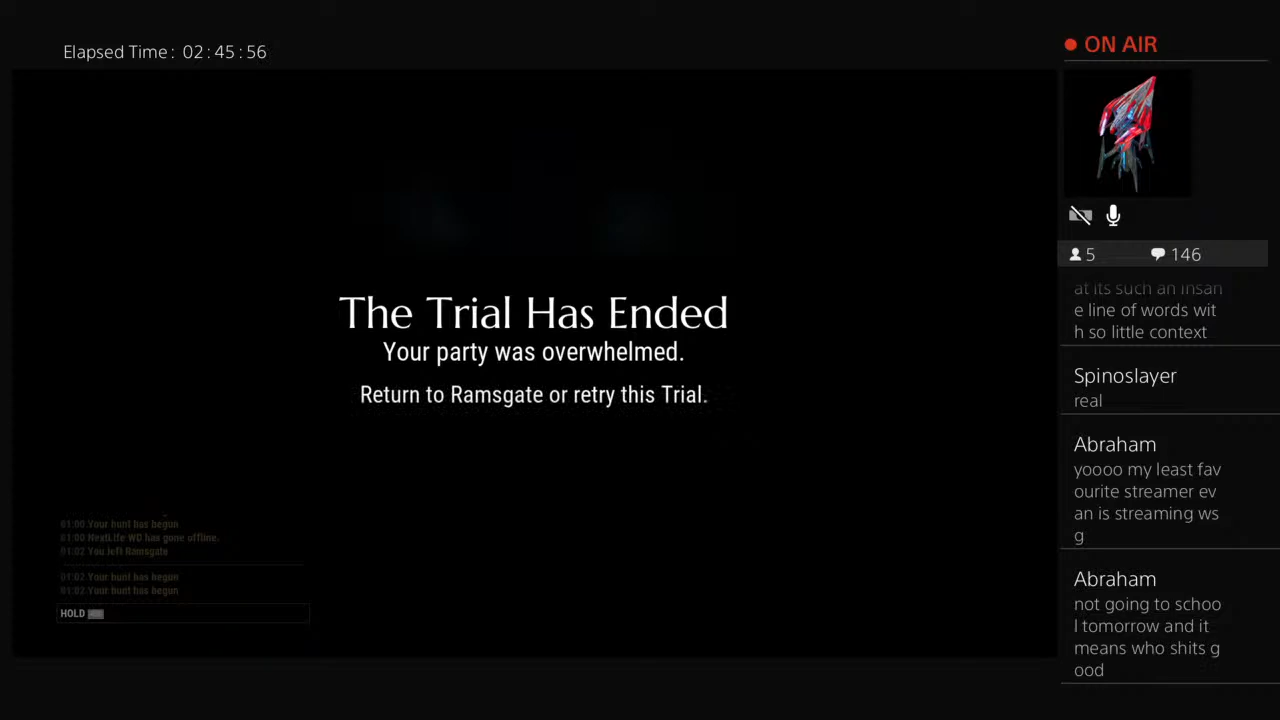 Elapsed Time: 02:45:56
ON AIR
5 146
The Trial Has Ended
Your party was overwhelmed.
Return to Ramsgate or retry this Trial.
at its such an insan
e line of words wit
h so little context
Spinoslayer
real
Abraham
yoooo my least fav
ourite streamer ev
an is streaming ws
g
Abraham
not going to schoo
l tomorrow and it
means who shits g
ood
01:00 Your hunt has begun
01:00 has gone offline.
01:02 You left Ramsgate
01:02 Your hunt has begun
01:02 Your hunt has begun
HOLD